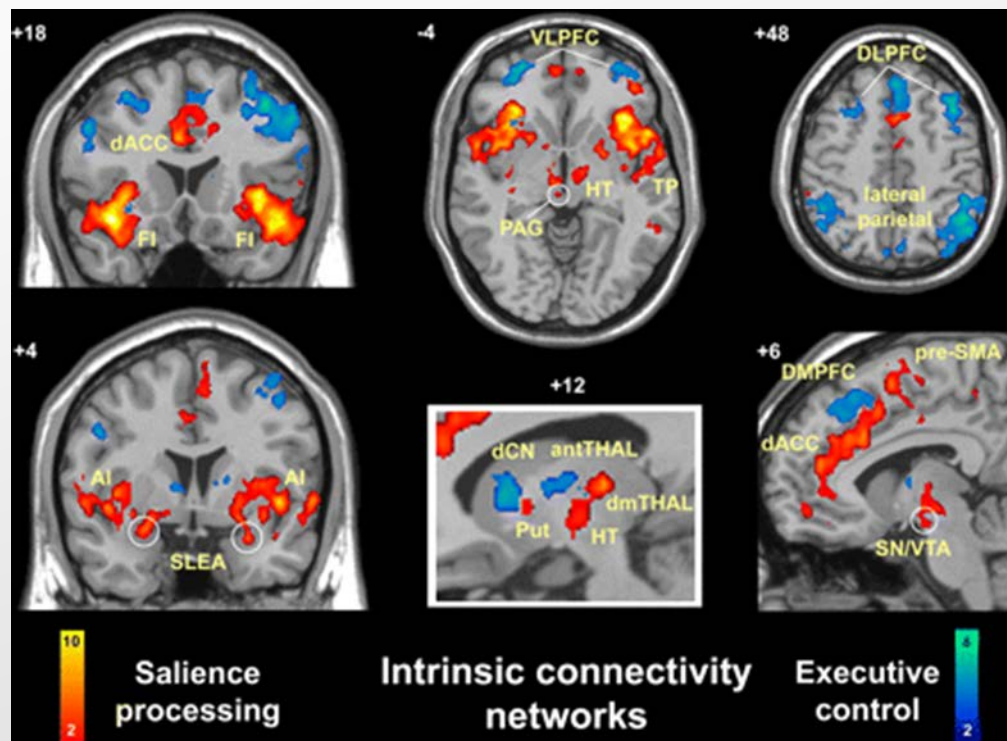 +18
dACC
FI
FI
-4
VLPFC
HT
TP
PAG
+48
DLPFC
lateral
parietal
+4
AI
AI
SLEA
+12
dCN
antTHAL
dmTHAL
Put
HT
+6
pre-SMA
DMPFC
dACC
SN/VTA
10
2
Salience
processing
Intrinsic connectivity
networks
Executive
control
6
2